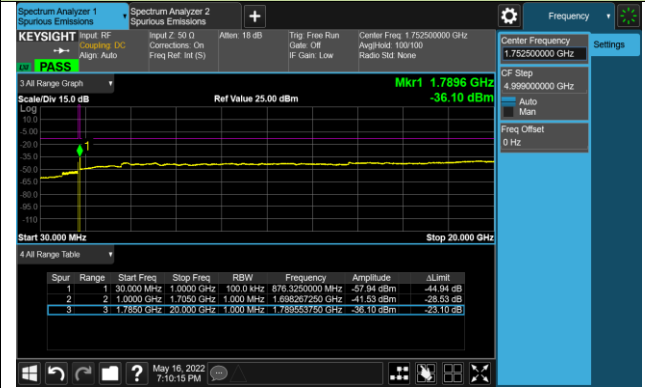 Spectrum Analyzer 1
Spurious Emissions
Spectrum Analyzer 2
Spurious Emissions
Frequency
KEYSIGHT
Input: RF
Coupling: DC
Align: Auto
Input Z: 50 Ω
Corrections: On
Freq Ref: Int (S)
Atten: 18 dB
Trig: Free Run
Gate: Off
IF Gain: Low
Center Freq: 1.752500000 GHz
Avg|Hold: 100/100
Radio Std: None
PASS
Center Frequency
1.752500000 GHz
Settings
CF Step
4.999000000 GHz
Auto
Man
Freq Offset
0 Hz
3 All Range Graph
Mkr1 1.7896 GHz
Scale/Div 15.0 dB
Ref Value 25.00 dBm
-36.10 dBm
Log
10.0
-5.00
-20.0
-35.0
-50.0
-65.0
-80.0
-95.0
-110
1
Start 30.000 MHz
Stop 20.000 GHz
4 All Range Table
Spur Range Start Freq Stop Freq RBW Frequency Amplitude ΔLimit
1 1 30.000 MHz 1.0000 GHz 100.0 kHz 876.3250000 MHz -57.94 dBm -44.94 dB
2 2 1.0000 GHz 1.7050 GHz 1.000 MHz 1.698267250 GHz -41.53 dBm -28.53 dB
3 3 1.7850 GHz 20.000 GHz 1.000 MHz 1.789553750 GHz -36.10 dBm -23.10 dB
May 16, 2022
7:10:15 PM